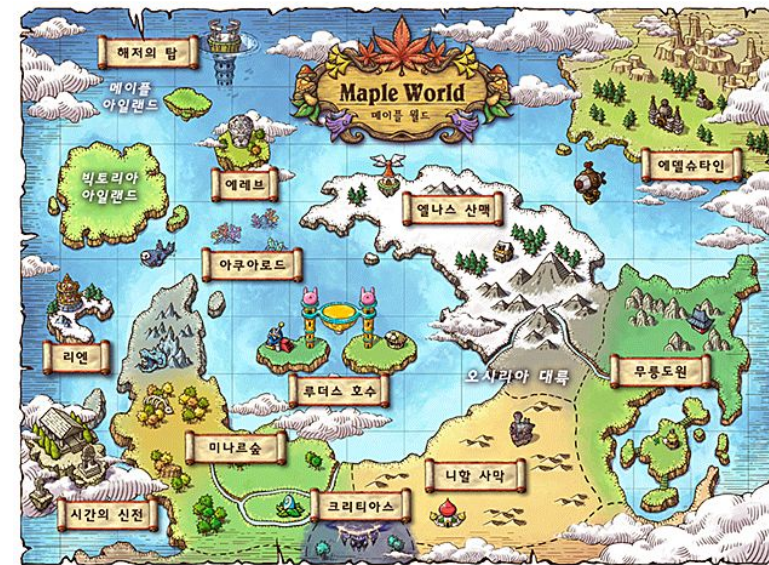 해저의 탑
메이플
아일랜드
Maple World
메이플 월드
에델슈타인
빅토리아
아일랜드
에레브
엘나스 산맥
아쿠아로드
리엔
루더스 호수
오시리아 대륙
무릉도원
미나르숲
니할 사막
시간의 신전
크리티아스